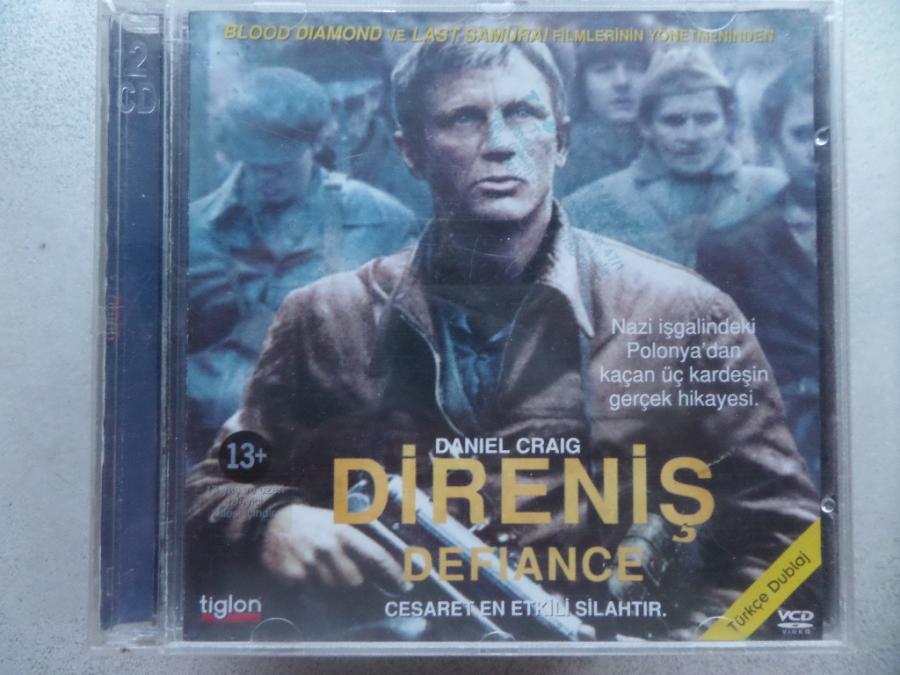 2
CD
BLOOD DIAMOND VE LAST SAMURAI FİLMLERİNİN YÖNETMENİNDEN
Nazi işgalindeki
Polonya'dan
kaçan üç kardeşin
gerçek hikayesi.
DANIEL CRAIG
13+
DİRENİŞ
DEFIANCE
CESARET EN ETKİLİ SİLAHTIR.
tiglon
Türkçe Dublaj
VCD
VIDEO